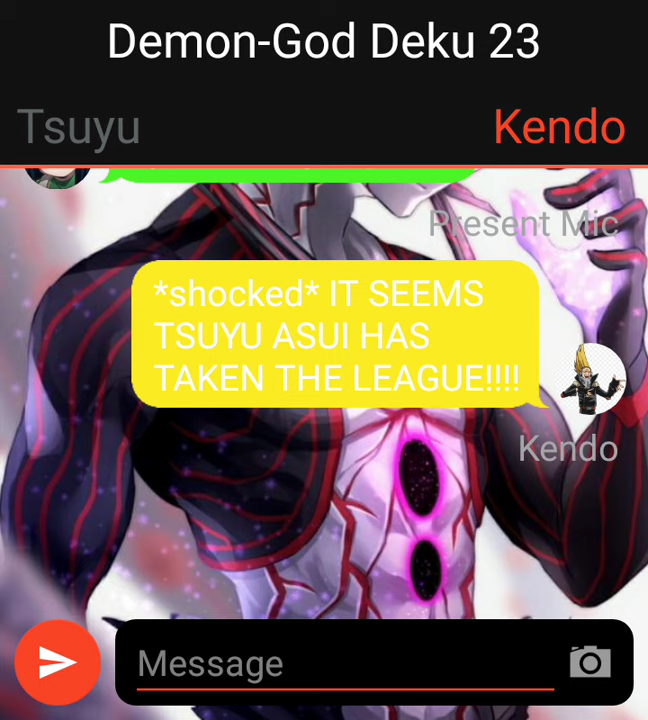 Demon-God Deku 23
Tsuyu
Kendo
Present Mic
*shocked* IT SEEMS
TSUYU ASUI HAS
TAKEN THE LEAGUE!!!!
Kendo
Message